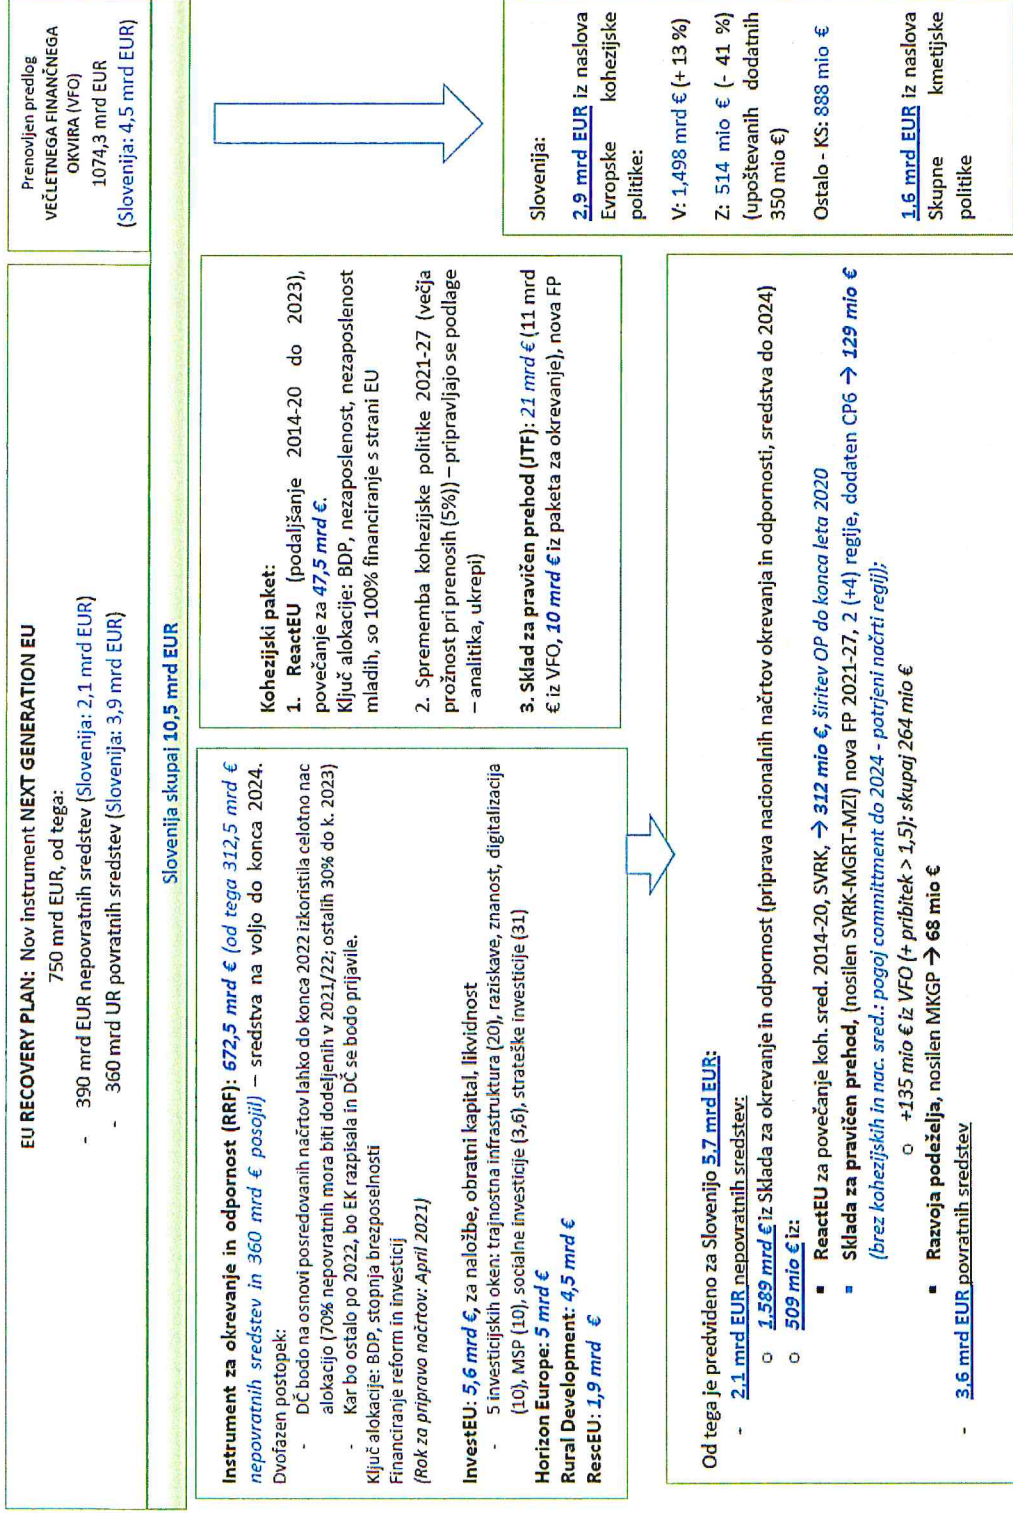 EU RECOVERY PLAN: Nov instrument NEXT GENERATION EU
750 mrd EUR, od tega:
- 390 mrd EUR nepovratnih sredstev (Slovenija: 2,1 mrd EUR)
- 360 mrd UR povratnih sredstev (Slovenija: 3,9 mrd EUR)
Prenovljen predlog
VEČLETNEGA FINANČNEGA
OKVIRA (VFO)
1074,3 mrd EUR
(Slovenija: 4,5 mrd EUR)
Slovenija skupaj 10,5 mrd EUR
Instrument za okrevanje in odpornost (RRF): 672,5 mrd € (od tega 312,5 mrd €
nepovratnih sredstev in 360 mrd € posojil) – sredstva na voljo do konca 2024.
Dvofazen postopek:
- DČ bodo na osnovi posredovanih načrtov lahko do konca 2022 izkoristila celotno nac
alokacijo (70% nepovratnih mora biti dodeljenih v 2021/22; ostalih 30% do k. 2023)
- Kar bo ostalo po 2022, bo EK razpisala in DČ se bodo prijavile.
Ključ alokacije: BDP, stopnja brezposelnosti
Financiranje reform in investicij
(Rok za pripravo načrtov: April 2021)
InvestEU: 5,6 mrd €, za naložbe, obratni kapital, likvidnost
- 5 investicijskih oken: trajnostna infrastruktura (20), raziskave, znanost, digitalizacija
(10), MSP (10), socialne investicije (3,6), strateške investicije (31)
Horizon Europe: 5 mrd €
Rural Development: 4,5 mrd €
RescEU: 1,9 mrd €
Kohezijski paket:
1. ReactEU (podaljšanje 2014-20 do 2023),
povečanje za 47,5 mrd €.
Ključ alokacije: BDP, nezaposlenost, nezaposlenost
mladih, so 100% financiranje s strani EU
2. Sprememba kohezijske politike 2021-27 (večja
prožnost pri prenosih (5%)) – pripravljajo se podlage
– analitika, ukrepi)
3. Sklad za pravičen prehod (JTF): 21 mrd € (11 mrd
€ iz VFO, 10 mrd € iz paketa za okrevanje), nova FP
Slovenija:
2,9 mrd EUR iz naslova
Evropske kohezijske
politike:
V: 1,498 mrd € (+ 13 %)
Z: 514 mio € (- 41 %)
(upoštevanih dodatnih
350 mio €)
Ostalo - KS: 888 mio €
1,6 mrd EUR iz naslova
Skupne kmetijske
politike
Od tega je predvideno za Slovenijo 5,7 mrd EUR:
- 2,1 mrd EUR nepovratnih sredstev:
o 1,589 mrd € iz Sklada za okrevanje in odpornost (priprava nacionalnih načrtov okrevanja in odpornosti, sredstva do 2024)
o 509 mio € iz:
▪ ReactEU za povečanje koh. sred. 2014-20, SVRK, → 312 mio €, širitev OP do konca leta 2020
▪ Sklada za pravičen prehod, (nosilen SVRK-MGRT-MZI) nova FP 2021-27, 2 (+4) regije, dodaten CP6 → 129 mio €
(brez kohezijskih in nac. sred.: pogoj committment do 2024 - potrjeni načrti regij);
o +135 mio € iz VFO (+ pribitek > 1,5): skupaj 264 mio €
▪ Razvoja podeželja, nosilen MKGP → 68 mio €
- 3,6 mrd EUR povratnih sredstev